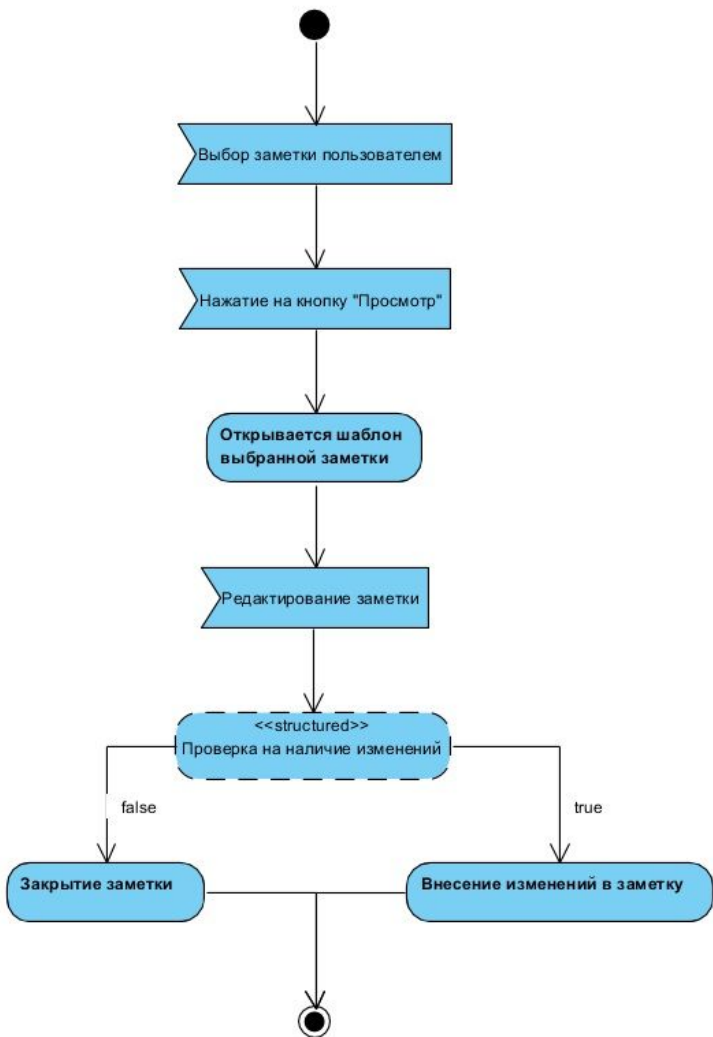 Выбор заметки пользователем
Нажатие на кнопку "Просмотр"
Открывается шаблон
выбранной заметки
Редактирование заметки
<<structured>>
Проверка на наличие изменений
false
true
Закрытие заметки
Внесение изменений в заметку